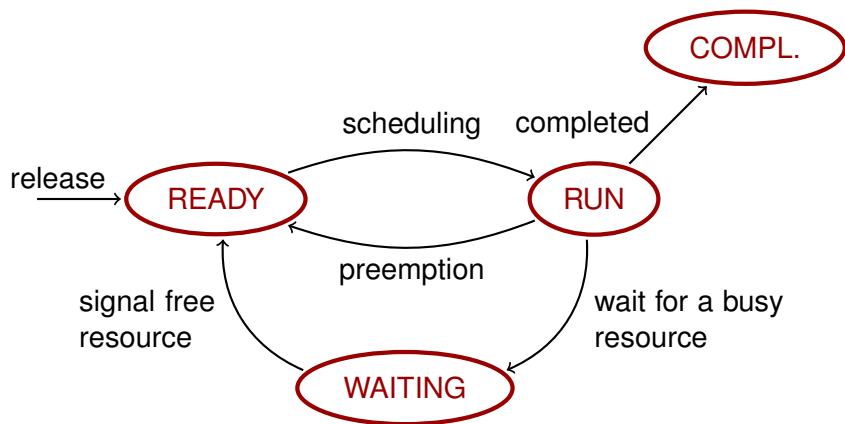 COMPL.
scheduling
completed
release
READY
RUN
preemption
signal free
resource
wait for a busy
resource
WAITING